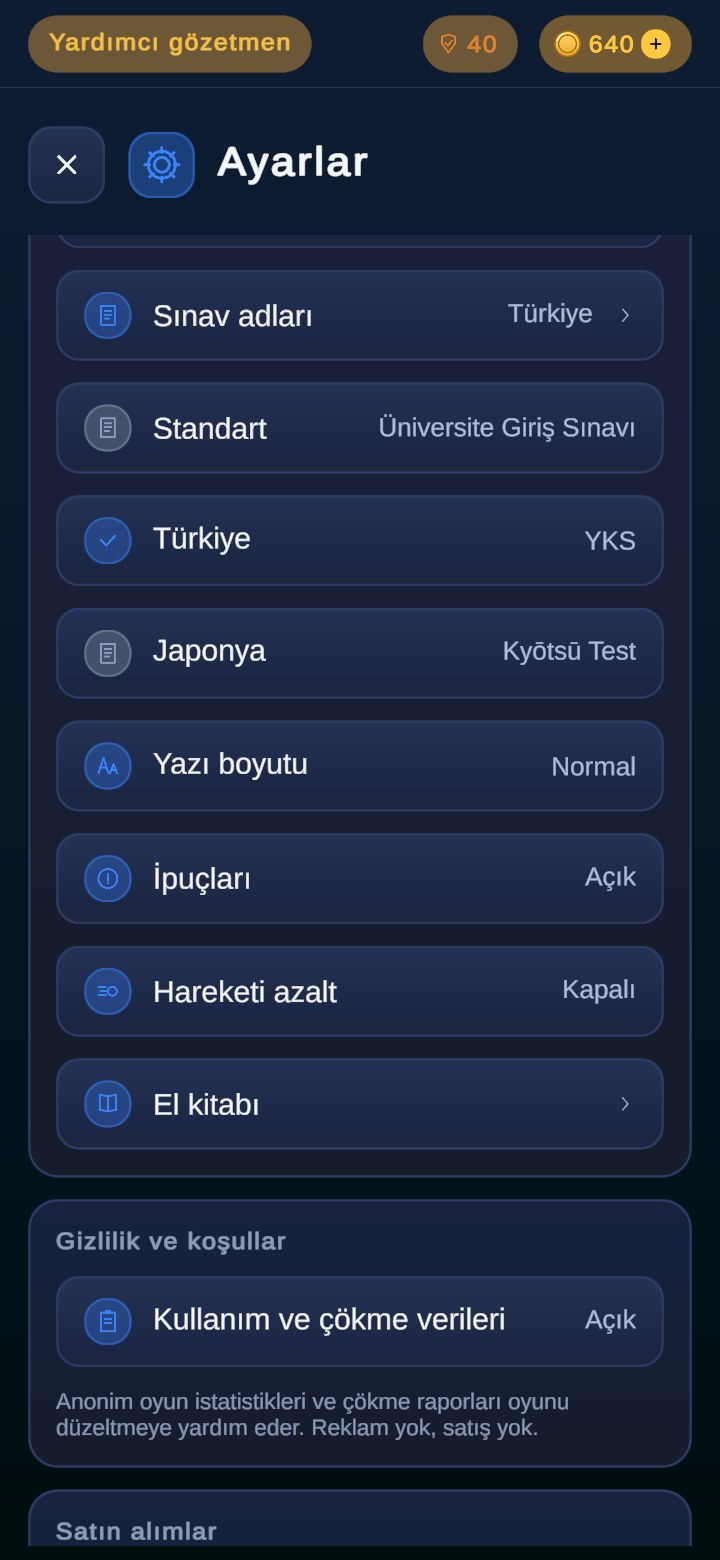 Yardımcı gözetmen
40
640
Ayarlar
Sınav adları
Türkiye
Standart
Üniversite Giriş Sınavı
Türkiye
YKS
Japonya
Kyōtsū Test
Yazı boyutu
Normal
İpuçları
Açık
Hareketi azalt
Kapalı
El kitabı
Gizlilik ve koşullar
Kullanım ve çökme verileri
Açık
Anonim oyun istatistikleri ve çökme raporları oyunu
düzeltmeye yardım eder. Reklam yok, satış yok.
Satın alımlar